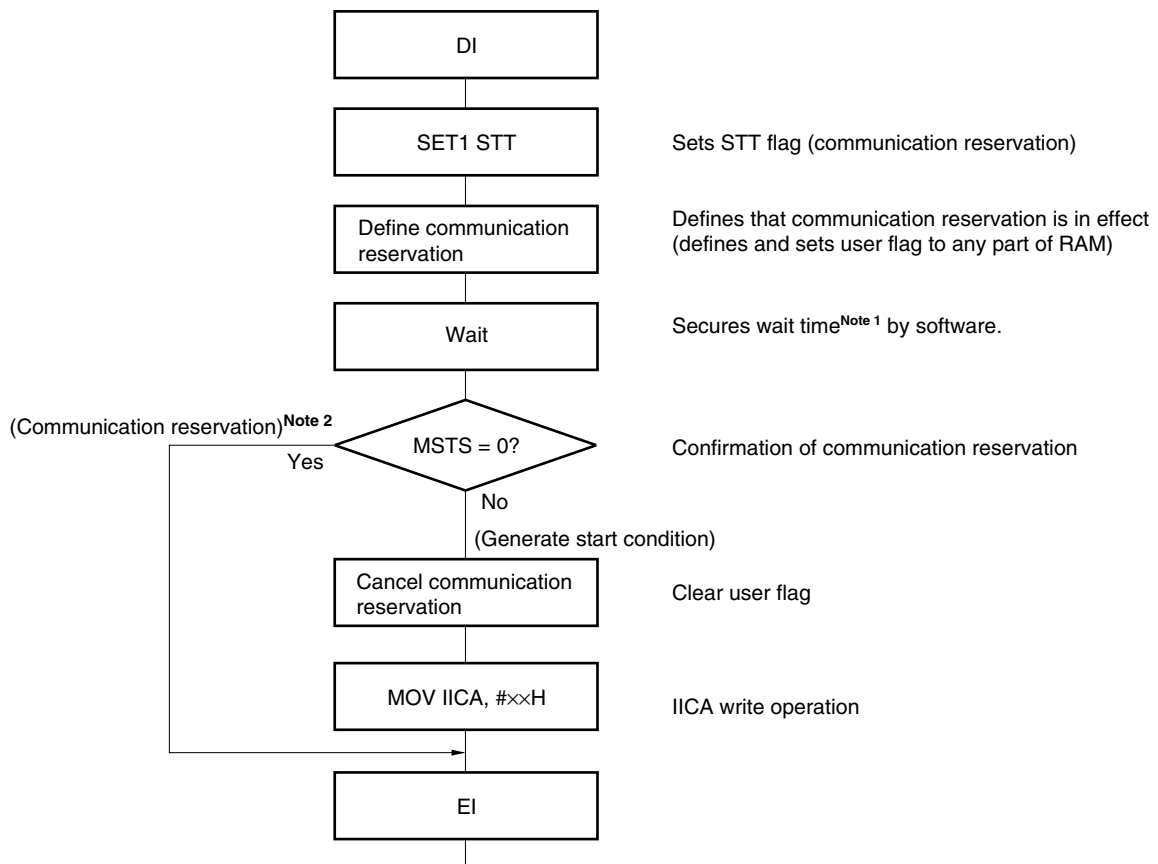 DI
SET1 STT
Sets STT flag (communication reservation)
Define communication
reservation
Defines that communication reservation is in effect
(defines and sets user flag to any part of RAM)
Wait
Secures wait timeNote 1 by software.
(Communication reservation)Note 2
MSTS = 0?
Confirmation of communication reservation
Yes
No
(Generate start condition)
Cancel communication
reservation
Clear user flag
MOV IICA, #××H
IICA write operation
EI